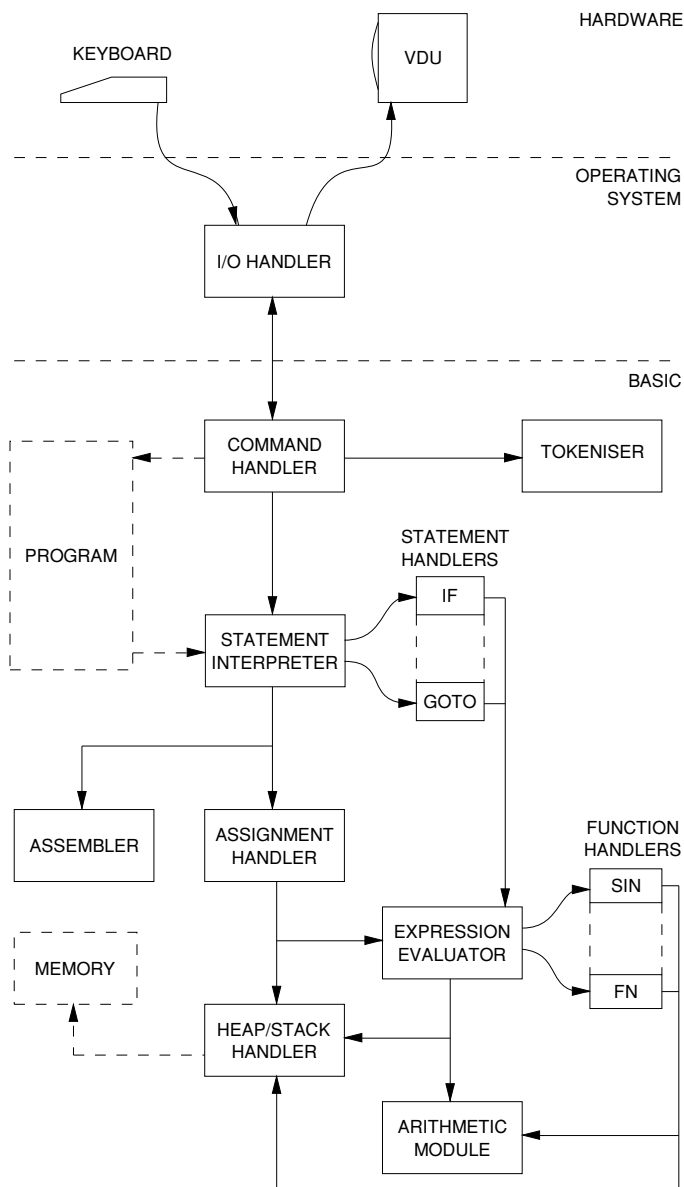 HARDWARE
KEYBOARD
VDU
OPERATING
SYSTEM
I/O HANDLER
BASIC
COMMAND
HANDLER
TOKENISER
PROGRAM
STATEMENT
HANDLERS
IF
STATEMENT
INTERPRETER
GOTO
ASSEMBLER
ASSIGNMENT
HANDLER
FUNCTION
HANDLERS
SIN
EXPRESSION
EVALUATOR
MEMORY
FN
HEAP/STACK
HANDLER
ARITHMETIC
MODULE